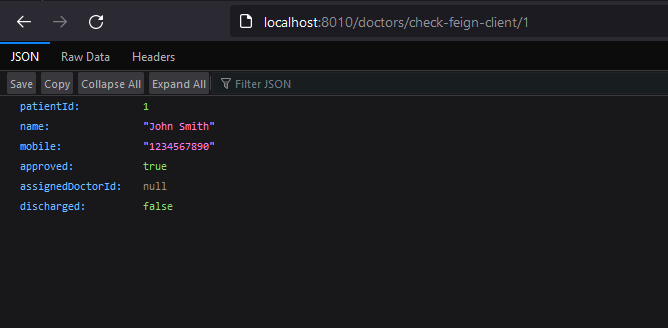 localhost:8010/doctors/check-feign-client/1
JSON Raw Data Headers
Save Copy Collapse All Expand All Filter JSON
patientId: 1
name: "John Smith"
mobile: "1234567890"
approved: true
assignedDoctorId: null
discharged: false